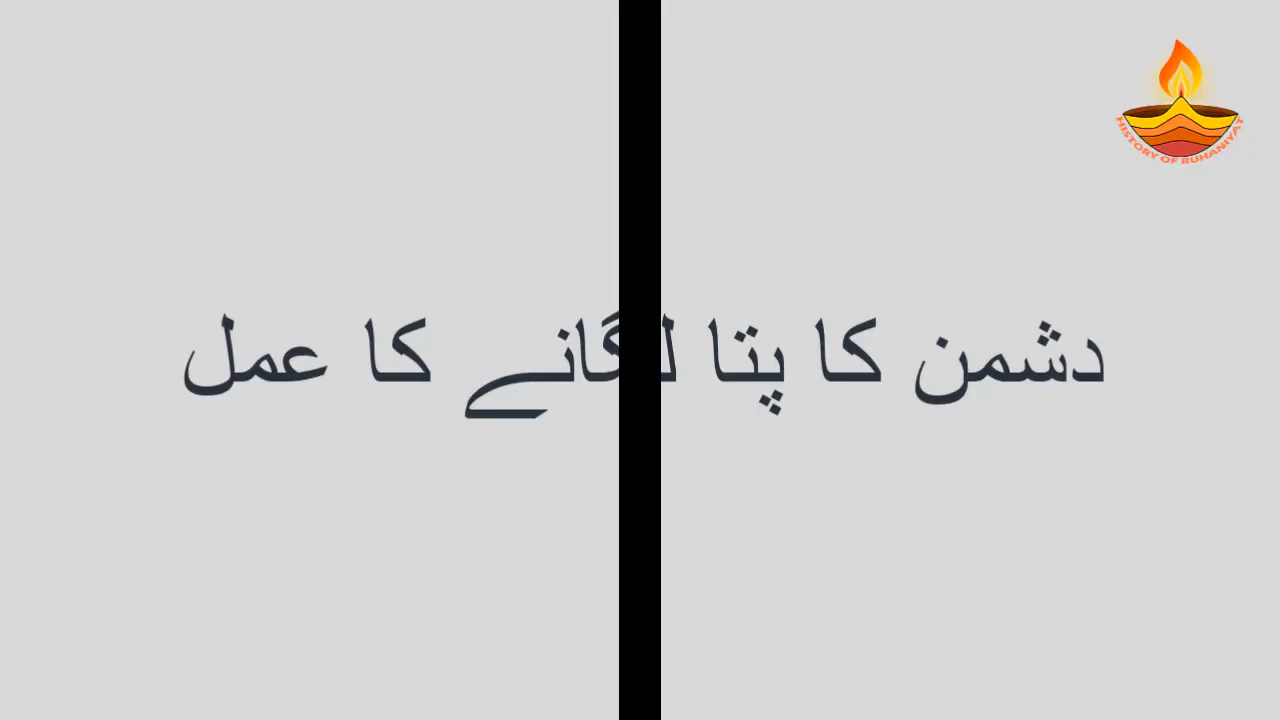 دشمن کا پتا لگانے کا عمل
HISTORY OF RUHANIYAT